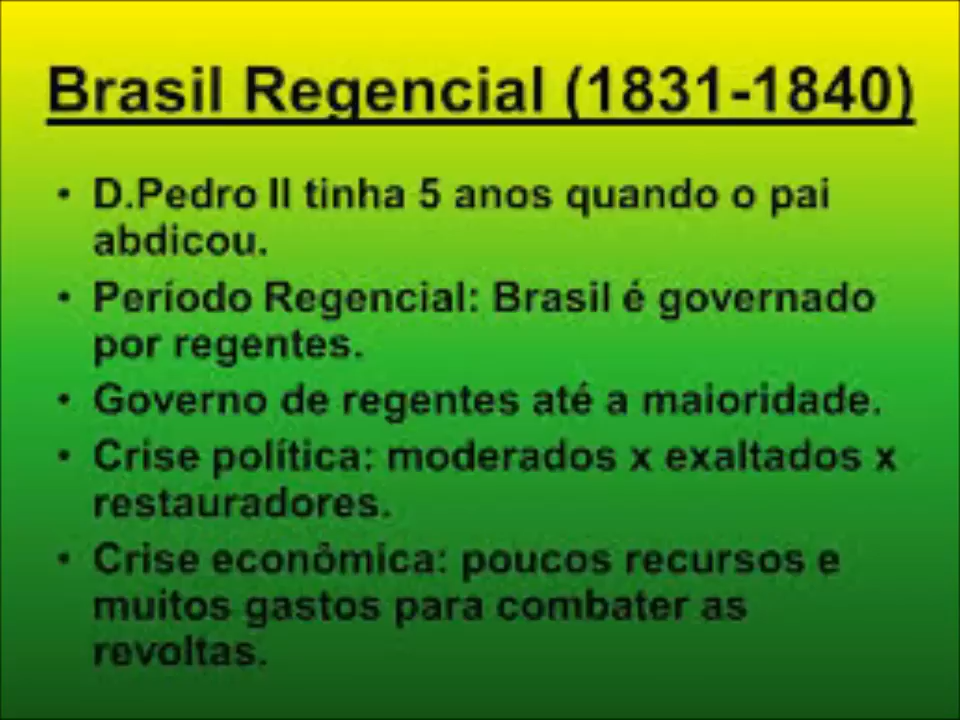 Brasil Regencial (1831-1840)
• D.Pedro II tinha 5 anos quando o pai
abdicou.
• Período Regencial: Brasil é governado
por regentes.
• Governo de regentes até a maioridade.
• Crise política: moderados x exaltados x
restauradores.
• Crise econômica: poucos recursos e
muitos gastos para combater as
revoltas.